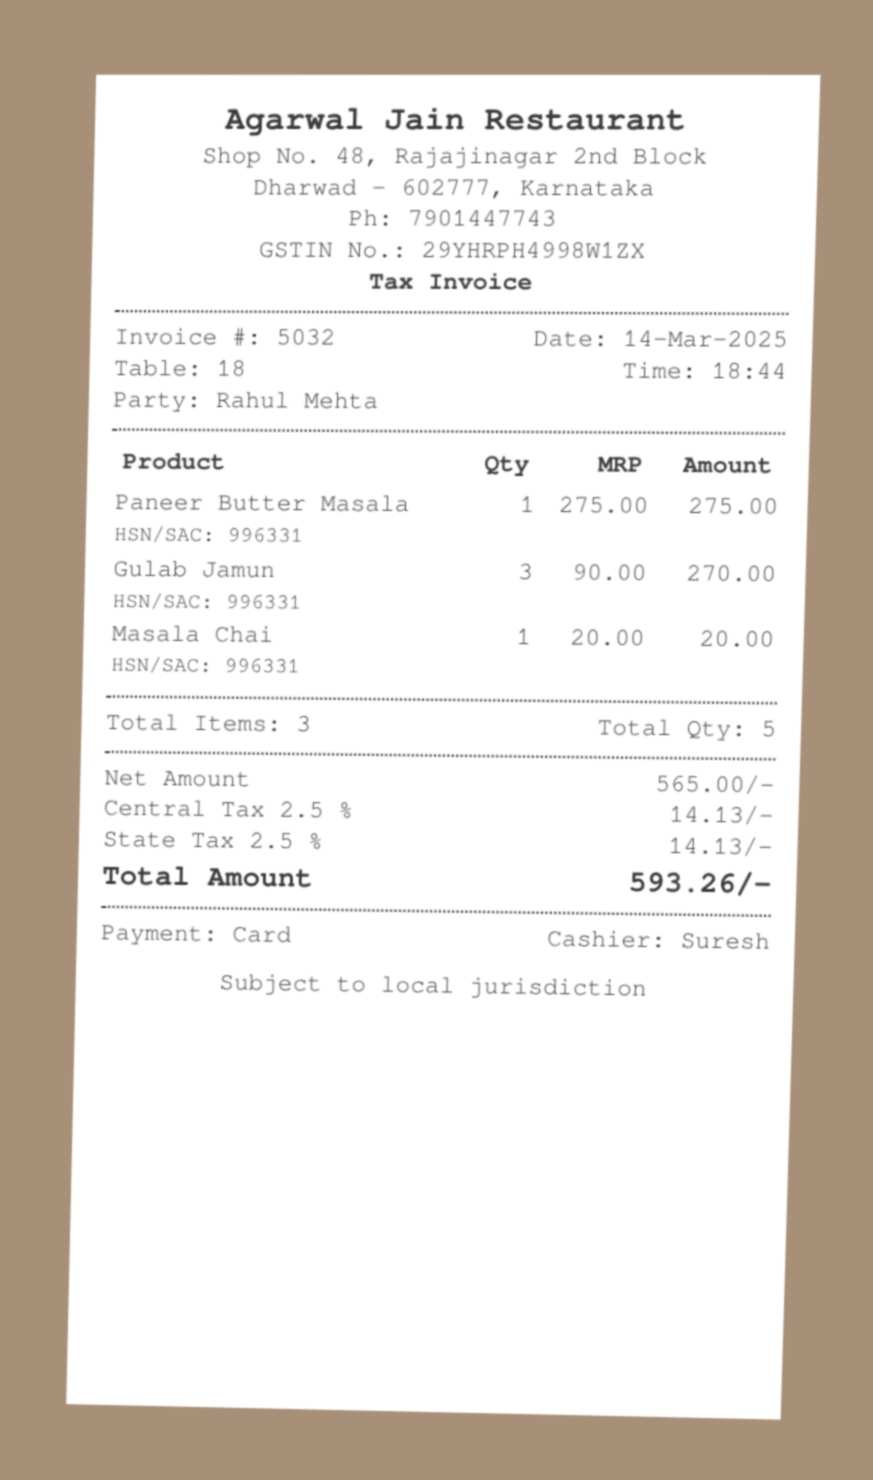 Agarwal Jain Restaurant
Shop No. 48, Rajajinagar 2nd Block
Dharwad - 602777, Karnataka
Ph: 7901447743
GSTIN No.: 29YHRPH4998W1ZX
Tax Invoice
Invoice #: 5032 Date: 14-Mar-2025
Table: 18 Time: 18:44
Party: Rahul Mehta
Product Qty MRP Amount
Paneer Butter Masala 1 275.00 275.00
HSN/SAC: 996331
Gulab Jamun 3 90.00 270.00
HSN/SAC: 996331
Masala Chai 1 20.00 20.00
HSN/SAC: 996331
Total Items: 3 Total Qty: 5
Net Amount 565.00/-
Central Tax 2.5 % 14.13/-
State Tax 2.5 % 14.13/-
Total Amount 593.26/-
Payment: Card Cashier: Suresh
Subject to local jurisdiction